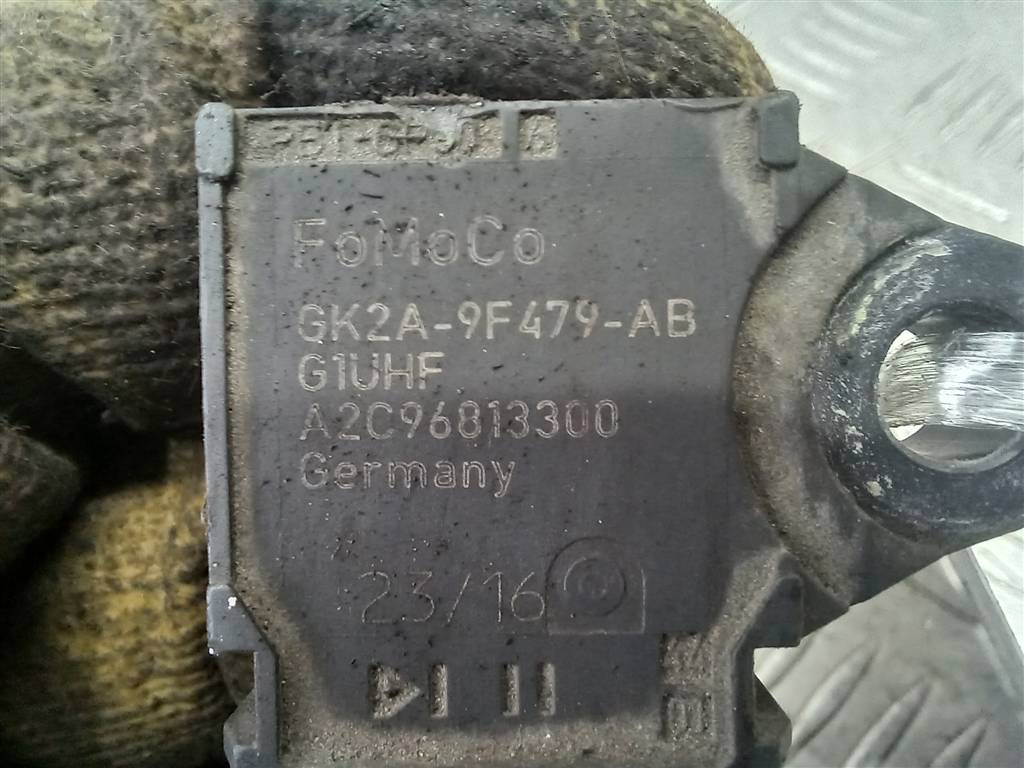 FoMoCo
GK2A-9F479-AB
G1UHF
A2C96813300
Germany
23/16